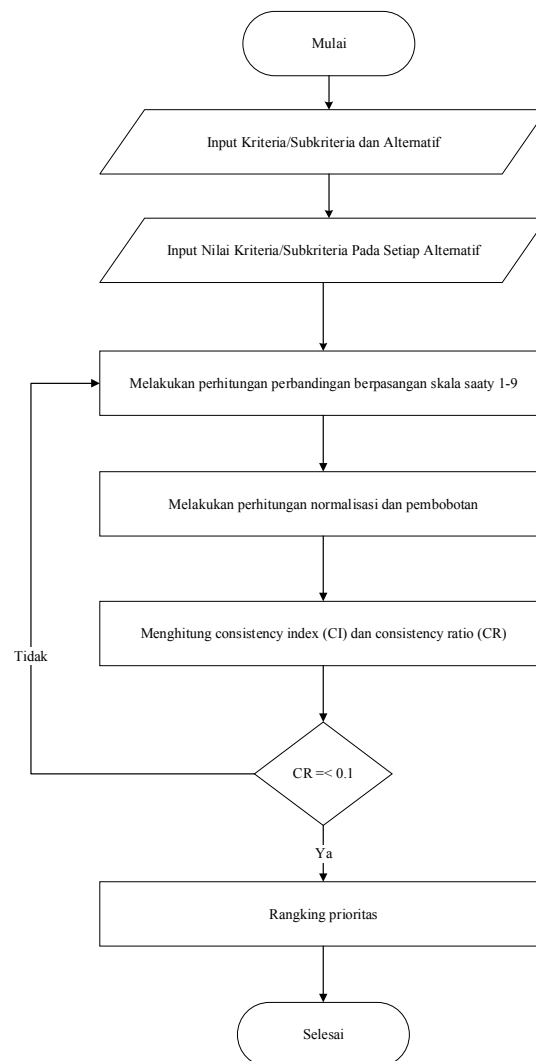 Mulai
Input Kriteria/Subkriteria dan Alternatif
Input Nilai Kriteria/Subkriteria Pada Setiap Alternatif
Melakukan perhitungan perbandingan berpasangan skala saaty 1-9
Melakukan perhitungan normalisasi dan pembobotan
Menghitung consistency index (CI) dan consistency ratio (CR)
Tidak
CR =< 0.1
Ya
Rangking prioritas
Selesai